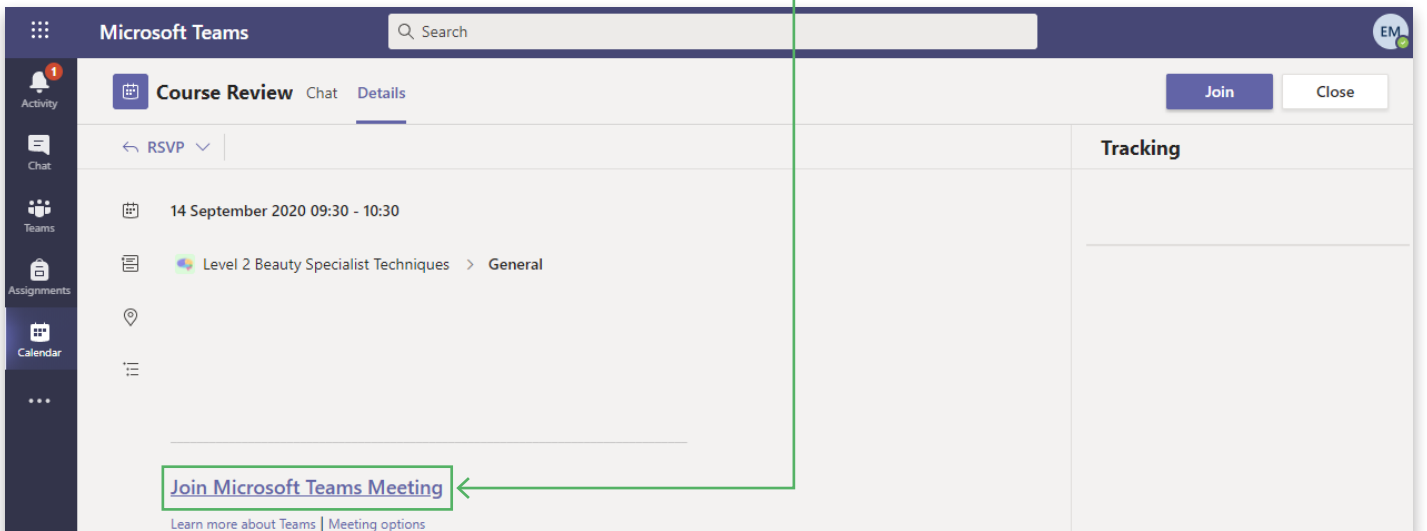 Microsoft Teams
Search
EM
1
Activity
Chat
Teams
Assignments
Calendar
Course Review Chat Details
Join
Close
RSVP
Tracking
14 September 2020 09:30 - 10:30
Level 2 Beauty Specialist Techniques > General
Join Microsoft Teams Meeting
Learn more about Teams | Meeting options